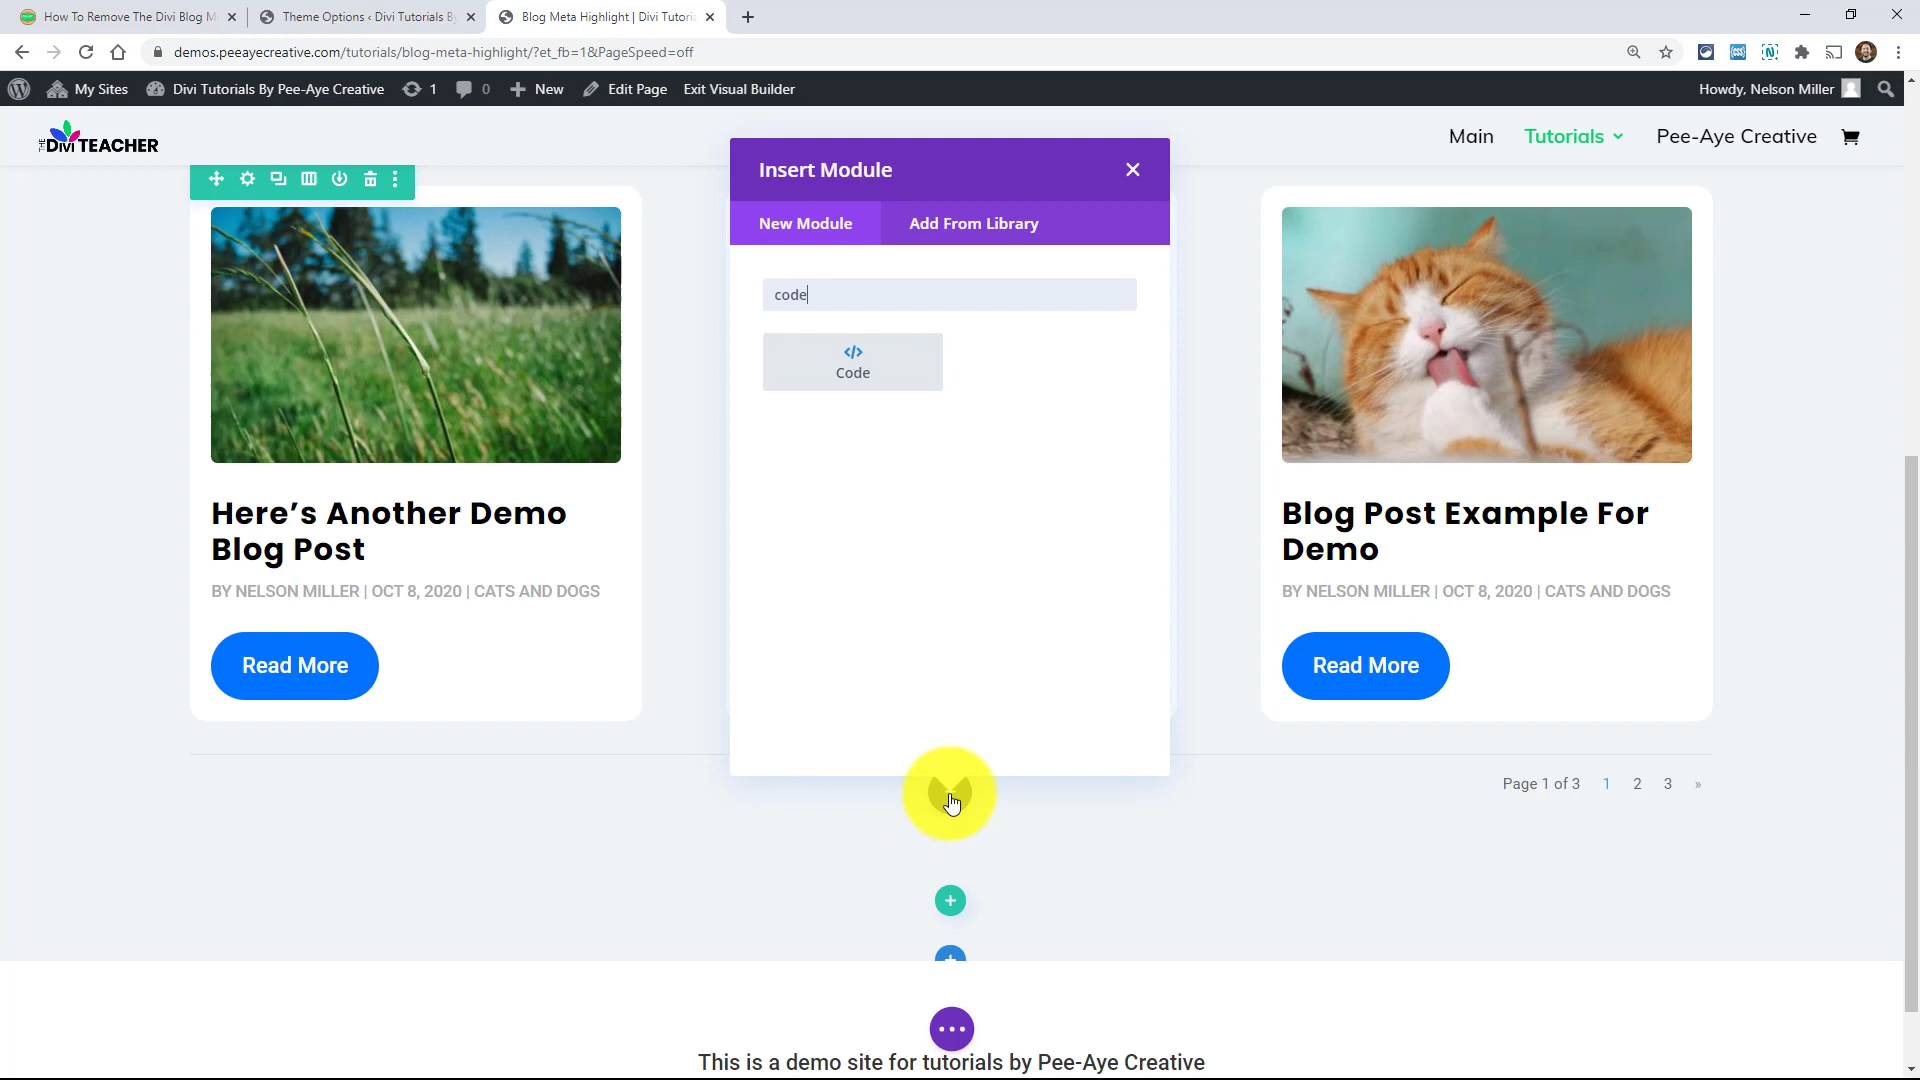 How To Remove The Divi Blog M
Theme Options ‹ Divi Tutorials By
Blog Meta Highlight | Divi Tutoria
demos.peeayecreative.com/tutorials/blog-meta-highlight/?et_fb=1&PageSpeed=off
My Sites
Divi Tutorials By Pee-Aye Creative
1
0
New
Edit Page
Exit Visual Builder
Howdy, Nelson Miller
THE DIVI TEACHER
Main
Tutorials
Pee-Aye Creative
Insert Module
New Module
Add From Library
code
</>
Code
Here’s Another Demo
Blog Post
BY NELSON MILLER | OCT 8, 2020 | CATS AND DOGS
Read More
Blog Post Example For
Demo
BY NELSON MILLER | OCT 8, 2020 | CATS AND DOGS
Read More
Page 1 of 3 1 2 3 »
This is a demo site for tutorials by Pee-Aye Creative